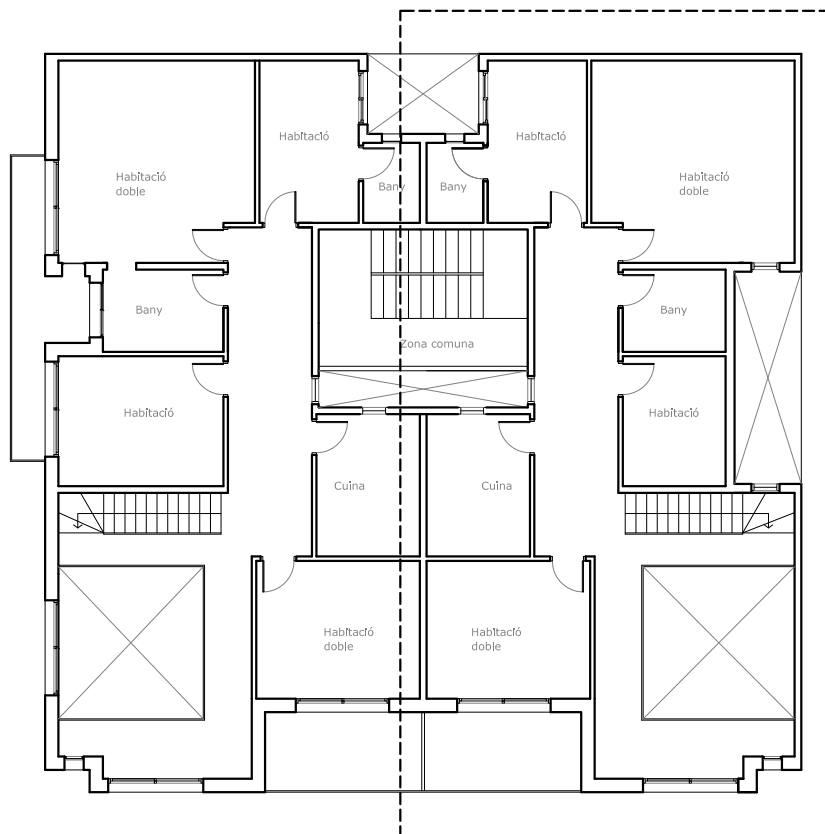 Habitació
Habitació
Habitació
doble
Habitació
doble
Bany
Bany
Bany
Bany
Zona comuna
Habitació
Habitació
Cuina
Cuina
Habitació
doble
Habitació
doble